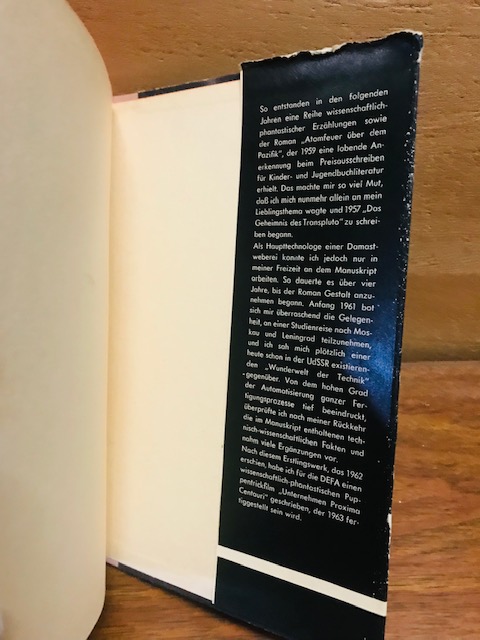 So entstanden in den folgenden
Jahren eine Reihe wissenschaftlich-
phantastischer Erzählungen sowie
der Roman „Atomfeuer über dem
Pazifik", der 1959 eine lobende An-
erkennung beim Preisausschreiben
für Kinder- und Jugendbuchliteratur
erhielt. Das machte mir so viel Mut,
daß ich mich nunmehr allein an mein
Lieblingsthema wagte und 1957 „Das
Geheimnis des Transpluto" zu schrei-
ben begann.
Als Haupttechnologe einer Damast-
weberei konnte ich jedoch nur in
meiner Freizeit an dem Manuskript
arbeiten. So dauerte es über vier
Jahre, bis der Roman Gestalt anzu-
nehmen begann. Anfang 1961 bot
sich mir überraschend die Gelegen-
heit, an einer Studienreise nach Mos-
kau und Leningrad teilzunehmen,
und ich sah mich plötzlich einer
heute schon in der UdSSR existieren-
den „Wunderwelt der Technik"
gegenüber. Von dem hohen Grad
der Automatisierung ganzer Fer-
tigungsprozesse tief beeindruckt,
überprüfte ich nach meiner Rückkehr
die im Manuskript enthaltenen tech-
nisch-wissenschaftlichen Fakten und
nahm viele Ergänzungen vor.
Nach diesem Erstlingswerk, das 1962
erschien, habe ich für die DEFA einen
wissenschaftlich-phantastischen Pup-
pentrickfilm „Unternehmen Proxima
Centauri" geschrieben, der 1963 fer-
tiggestellt sein wird.